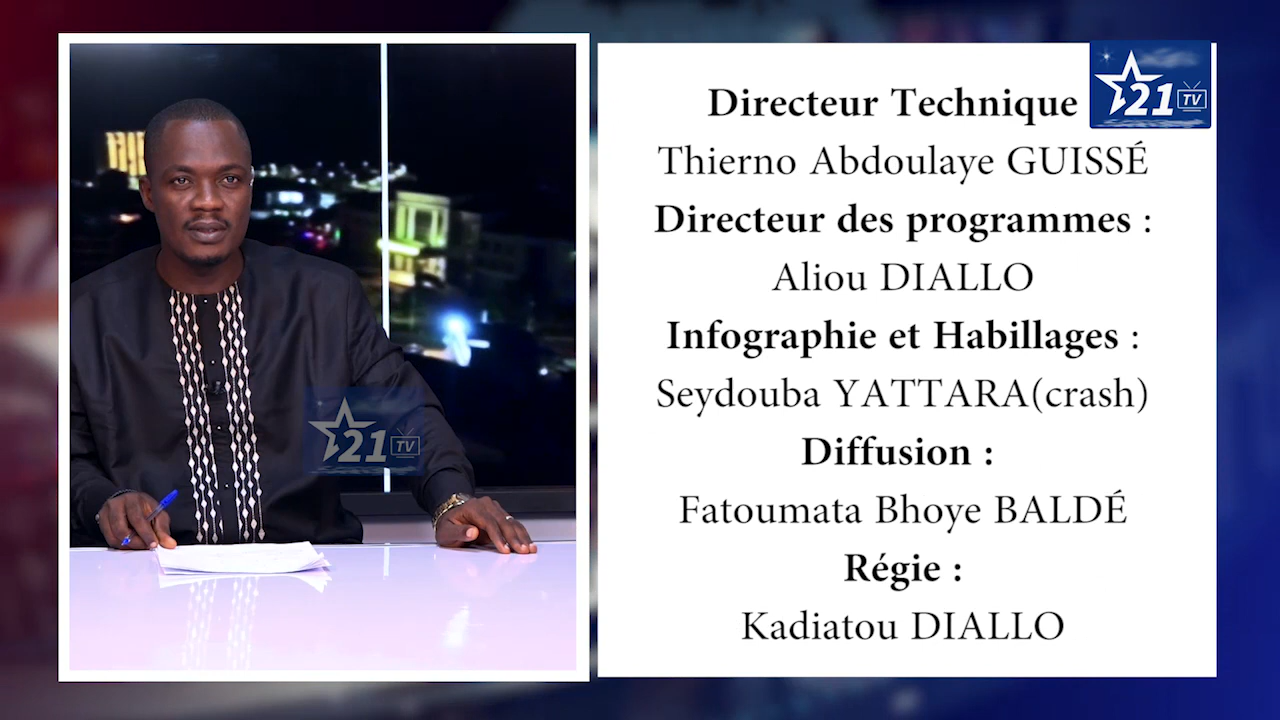 21 TV
Directeur Technique
Thierno Abdoulaye GUISSÉ
Directeur des programmes :
Aliou DIALLO
Infographie et Habillages :
Seydouba YATTARA(crash)
Diffusion :
Fatoumata Bhoye BALDÉ
Régie :
Kadiatou DIALLO
21 TV